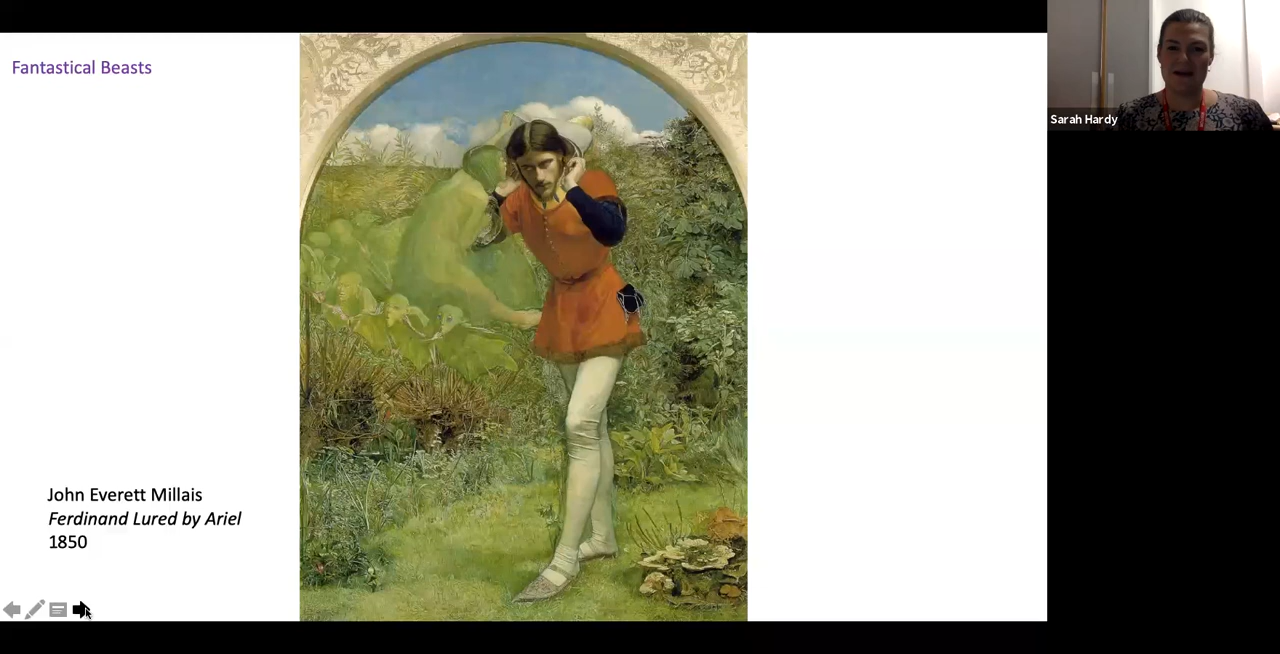 Fantastical Beasts
Sarah Hardy
John Everett Millais
Ferdinand Lured by Ariel
1850